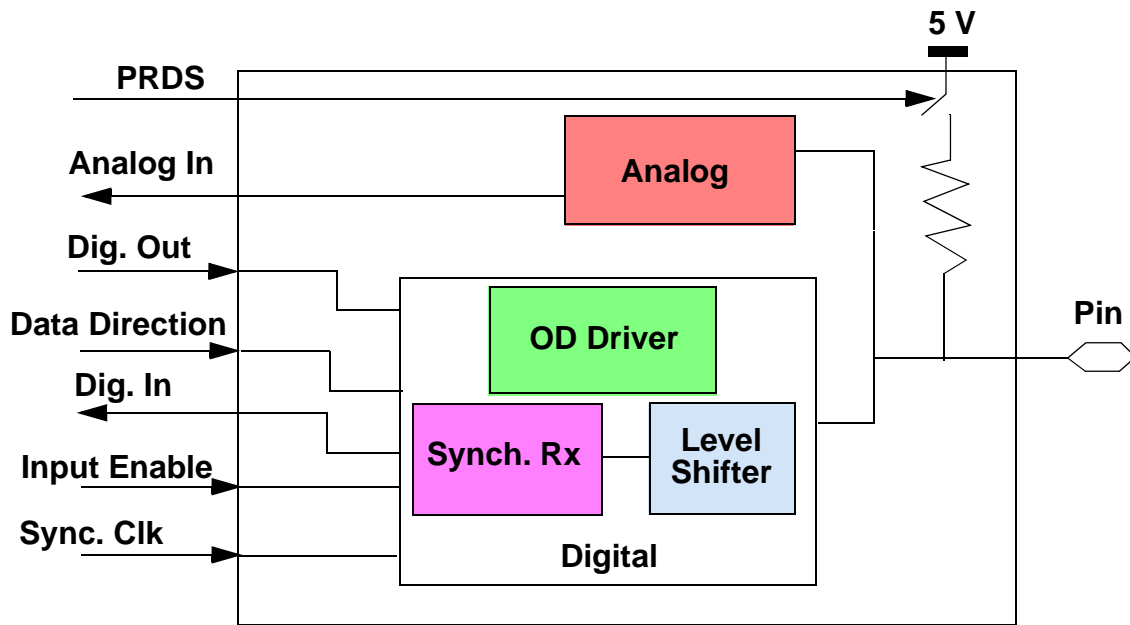 5 V
PRDS
Analog In
Analog
Dig. Out
Data Direction
OD Driver
Pin
Dig. In
Synch. Rx
Level
Shifter
Input Enable
Sync. Clk
Digital